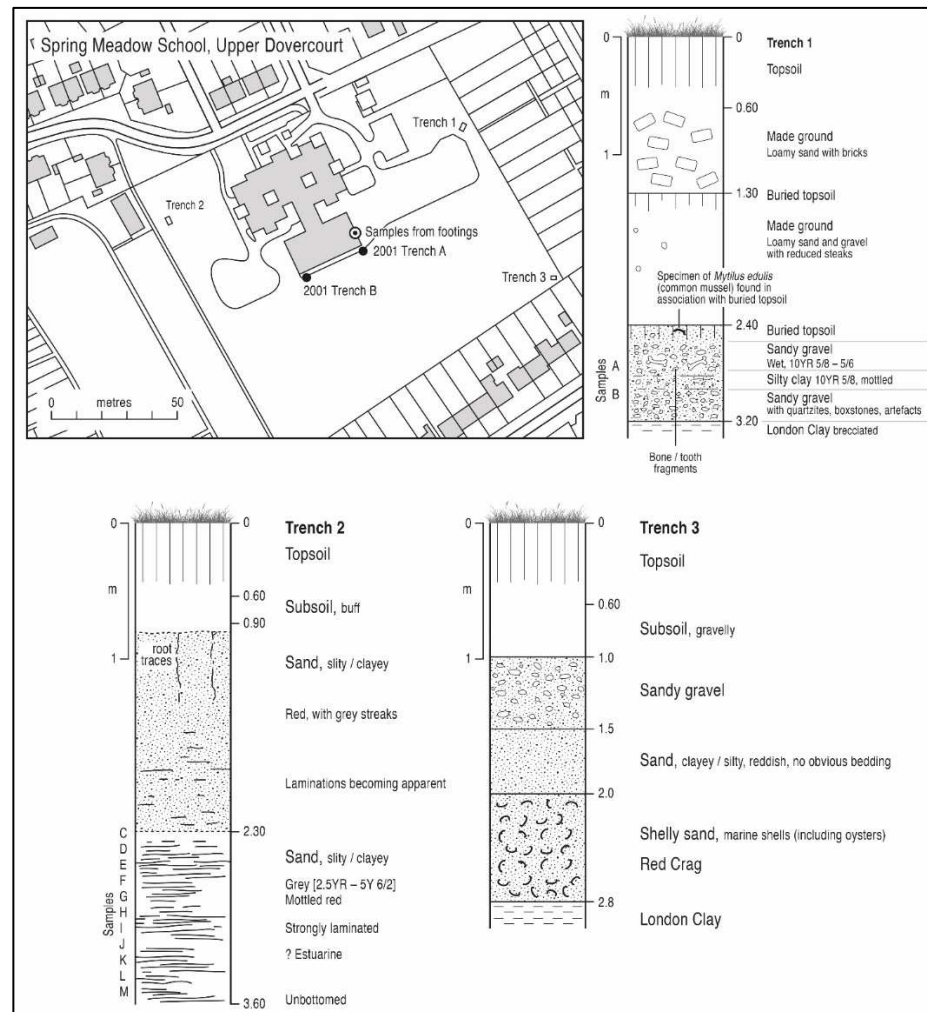 Spring Meadow School, Upper Dovercourt
Trench 1
Trench 2
Samples from footings
2001 Trench A
2001 Trench B
Trench 3
0 metres 50
0
m
1
0
0.60
1.30
2.40
3.20
Trench 1
Topsoil
Made ground
Loamy sand with bricks
Buried topsoil
Made ground
Loamy sand and gravel
with reduced steaks
Specimen of Mytilus edulis
(common mussel) found in
association with buried topsoil
Buried topsoil
Sandy gravel
Wet, 10YR 5/8 – 5/6
Silty clay 10YR 5/8, mottled
Sandy gravel
with quartzites, boxstones, artefacts
London Clay brecciated
Samples
A
B
Bone / tooth
fragments
0
m
1
0
0.60
0.90
2.30
3.60
Trench 2
Topsoil
Subsoil, buff
root
traces
Sand, slity / clayey
Red, with grey streaks
Laminations becoming apparent
Sand, slity / clayey
Grey [2.5YR – 5Y 6/2]
Mottled red
Strongly laminated
? Estuarine
Unbottomed
Samples
C
D
E
F
G
H
I
J
K
L
M
0
m
1
0
0.60
1.0
1.5
2.0
2.8
Trench 3
Topsoil
Subsoil, gravelly
Sandy gravel
Sand, clayey / silty, reddish, no obvious bedding
Shelly sand, marine shells (including oysters)
Red Crag
London Clay